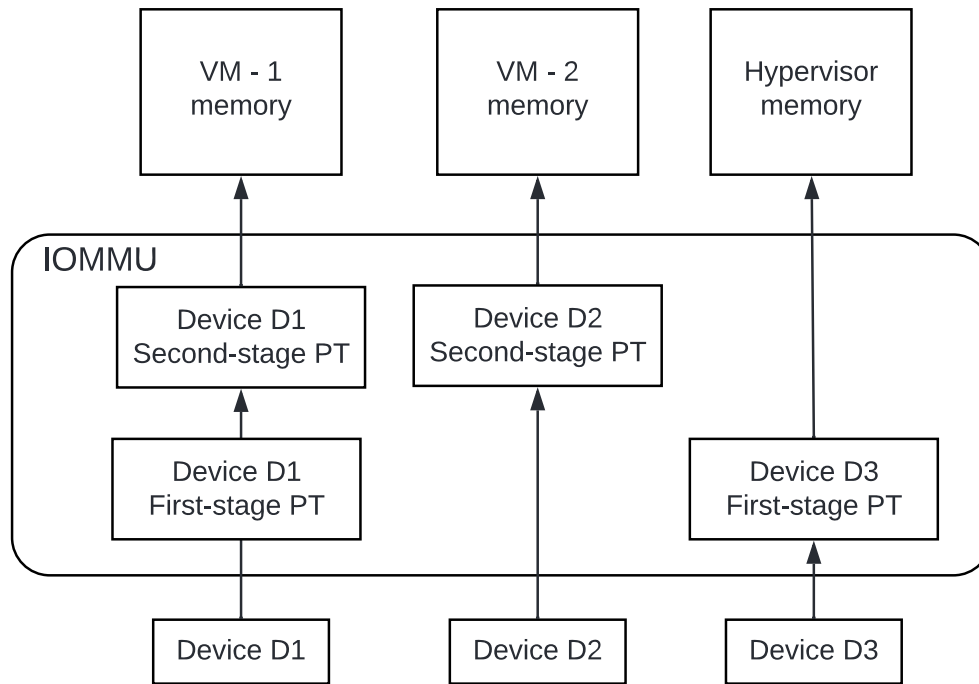 VM - 1
memory
VM - 2
memory
Hypervisor
memory
IOMMU
Device D1
Second-stage PT
Device D2
Second-stage PT
Device D1
First-stage PT
Device D3
First-stage PT
Device D1
Device D2
Device D3